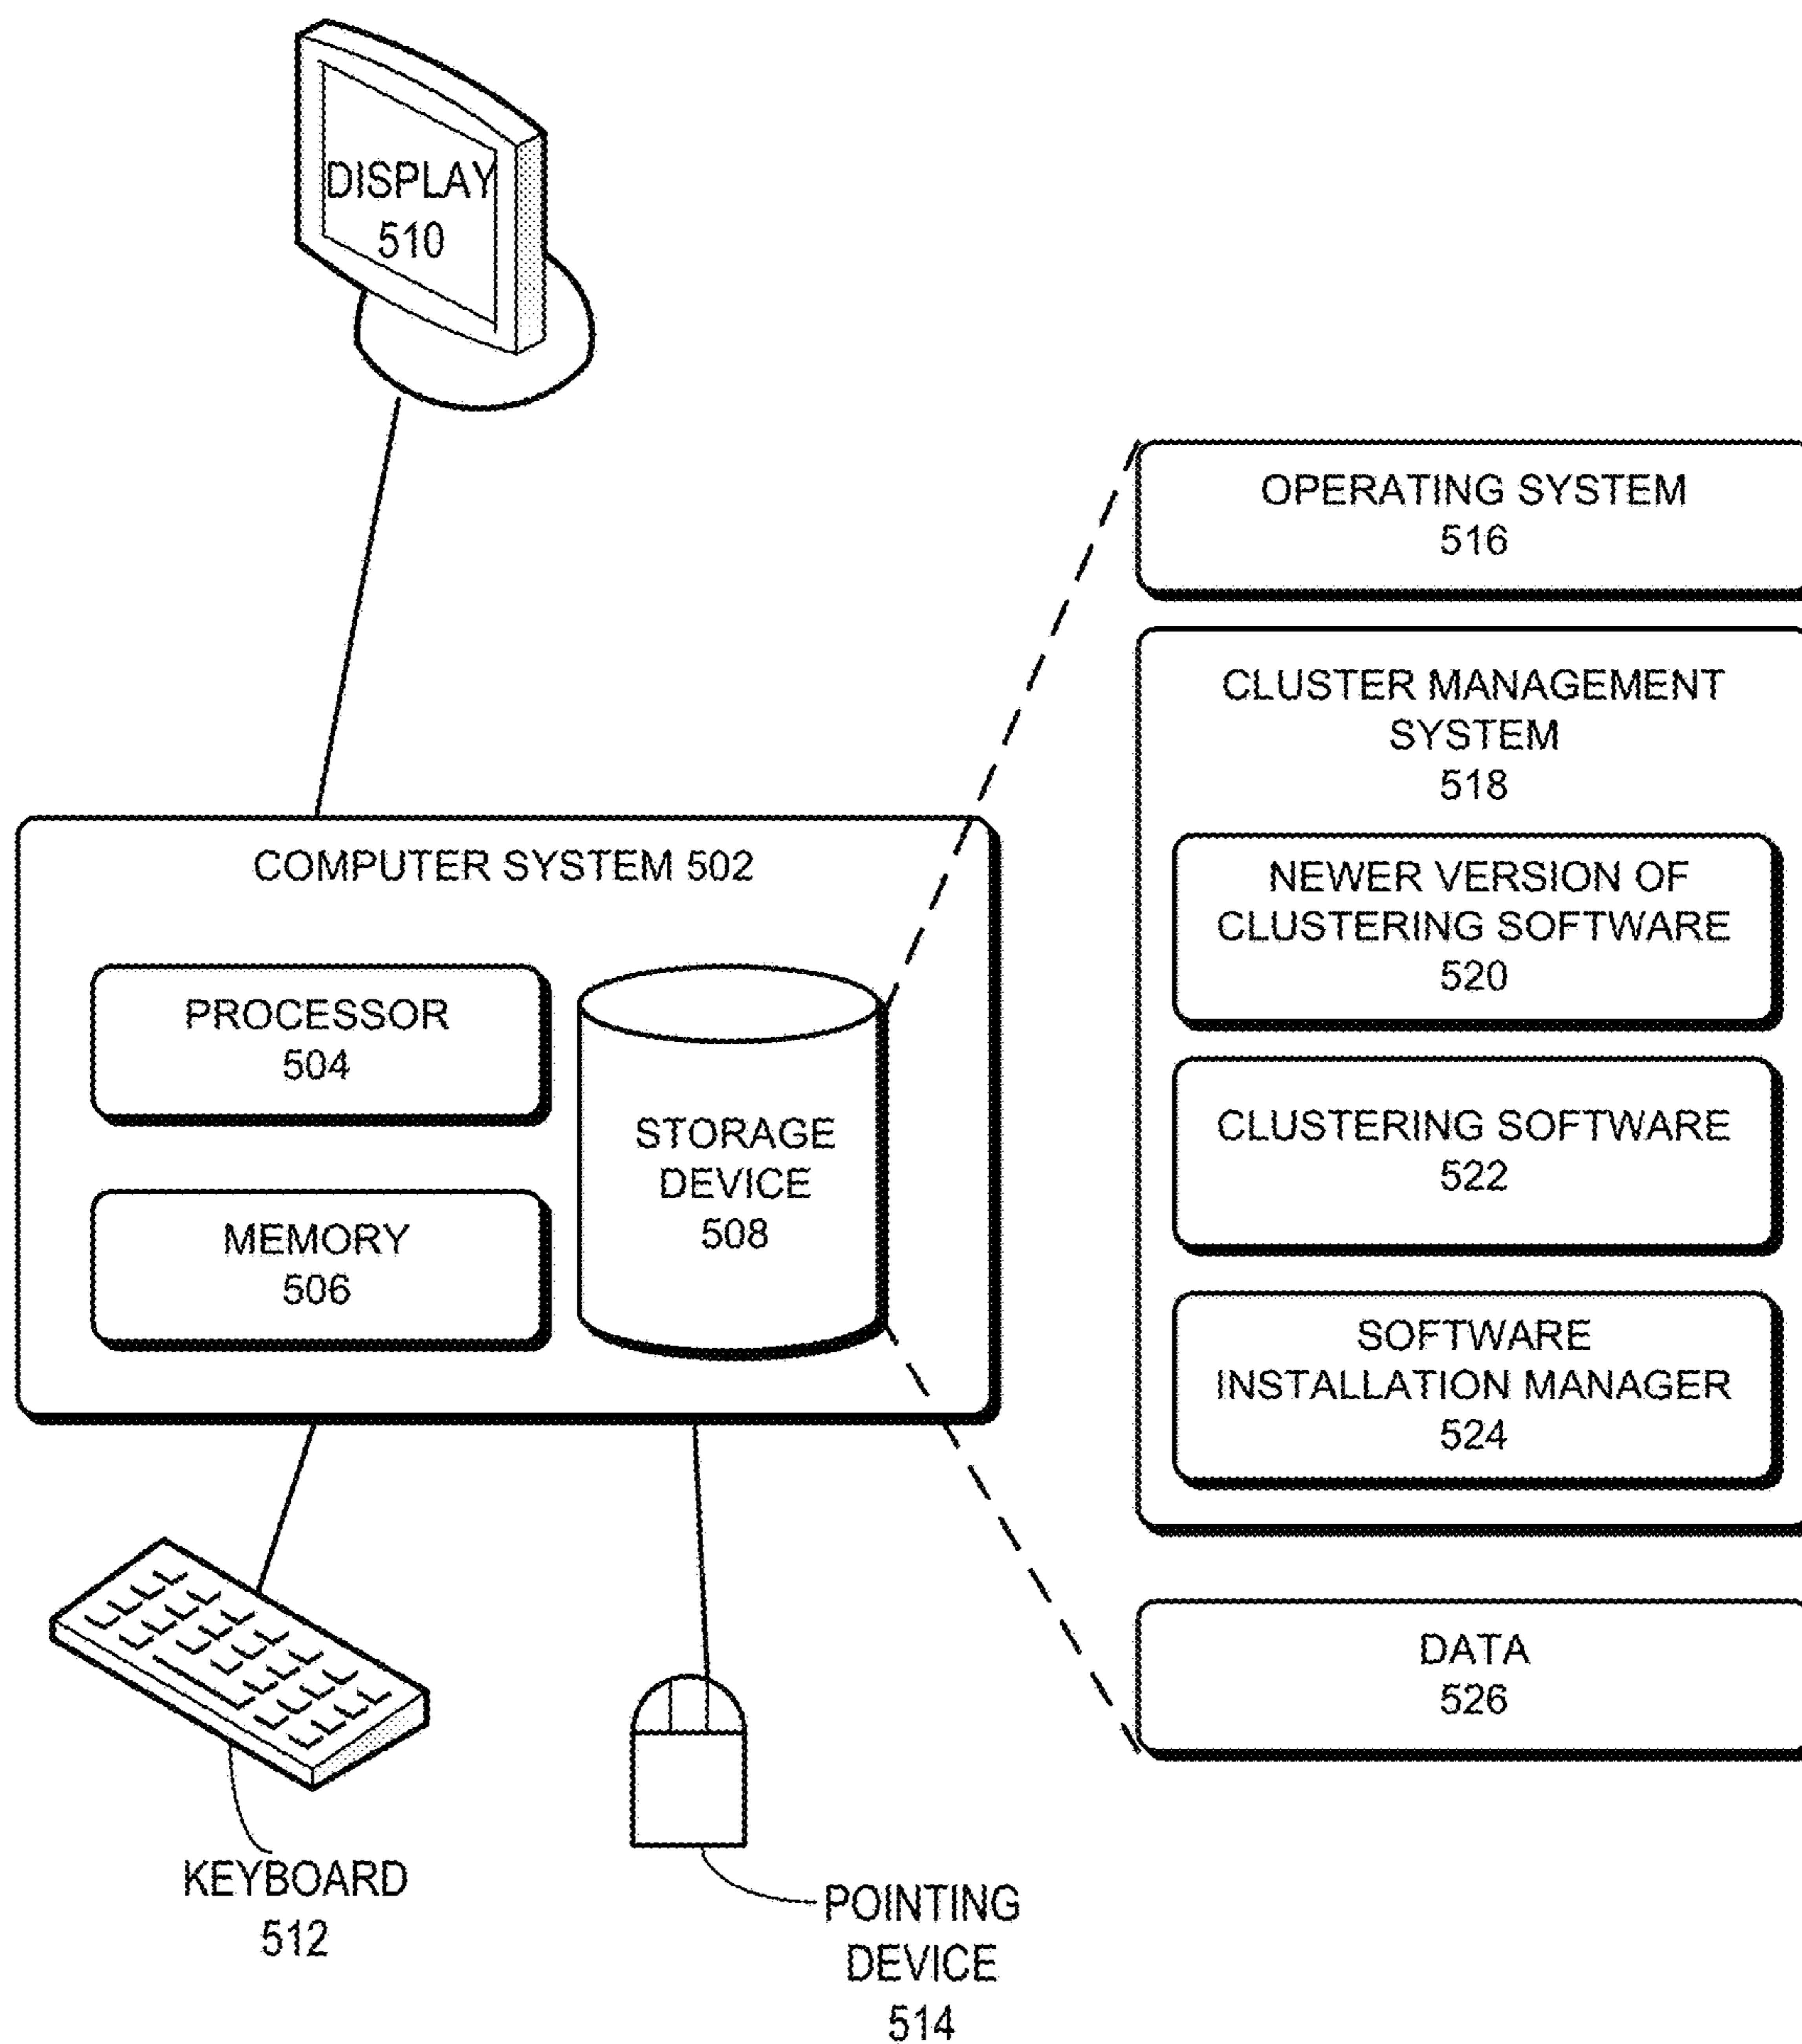 DISPLAY
510
COMPUTER SYSTEM 502
PROCESSOR
504
MEMORY
506
STORAGE
DEVICE
508
KEYBOARD
512
POINTING
DEVICE
514
OPERATING SYSTEM
516
CLUSTER MANAGEMENT
SYSTEM
518
NEWER VERSION OF
CLUSTERING SOFTWARE
520
CLUSTERING SOFTWARE
522
SOFTWARE
INSTALLATION MANAGER
524
DATA
526